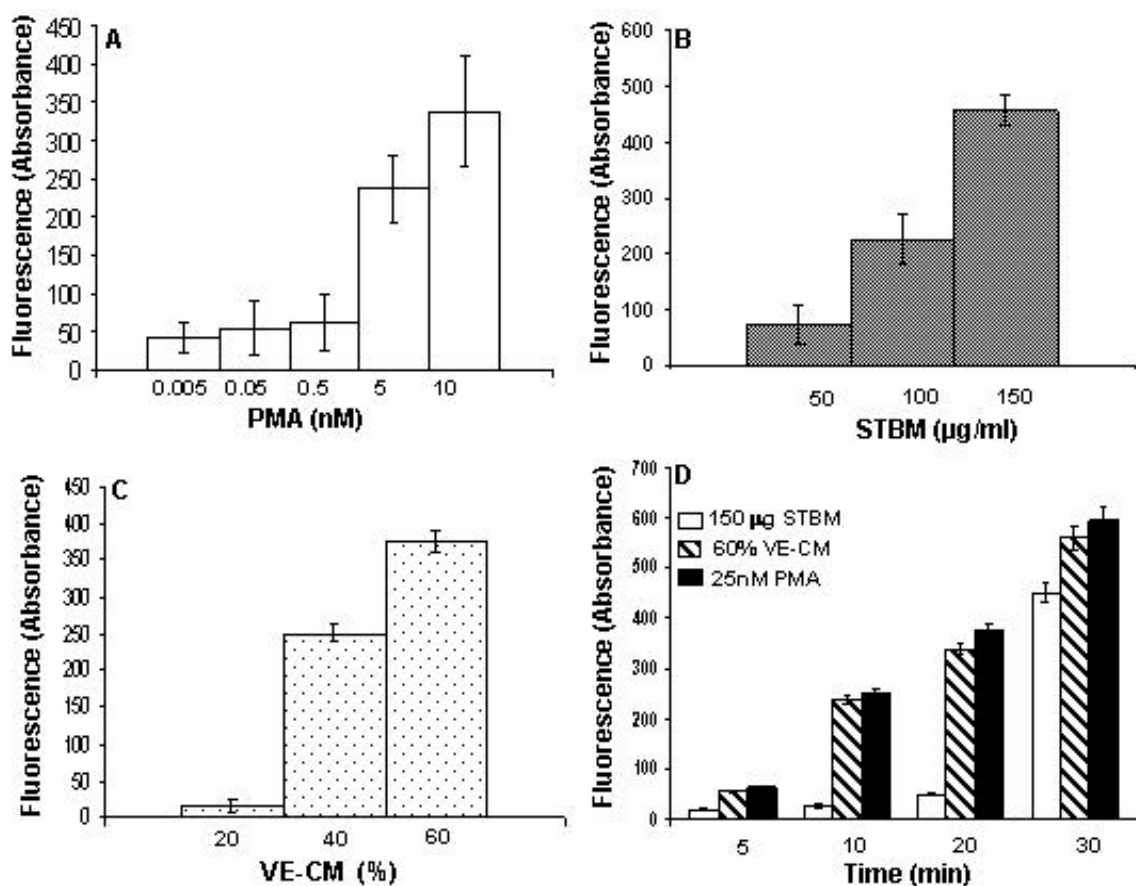 A
Fluorescence (Absorbance)
450
400
350
300
250
200
150
100
50
0
0.005 0.05 0.5 5 10
PMA (nM)
B
Fluorescence (Absorbance)
600
500
400
300
200
100
0
50 100 150
STBM (µg/ml)
C
Fluorescence (Absorbance)
450
400
350
300
250
200
150
100
50
0
20 40 60
VE-CM (%)
D
Fluorescence (Absorbance)
700
600
500
400
300
200
100
0
150 µg STBM
60% VE-CM
25nM PMA
5 10 20 30
Time (min)